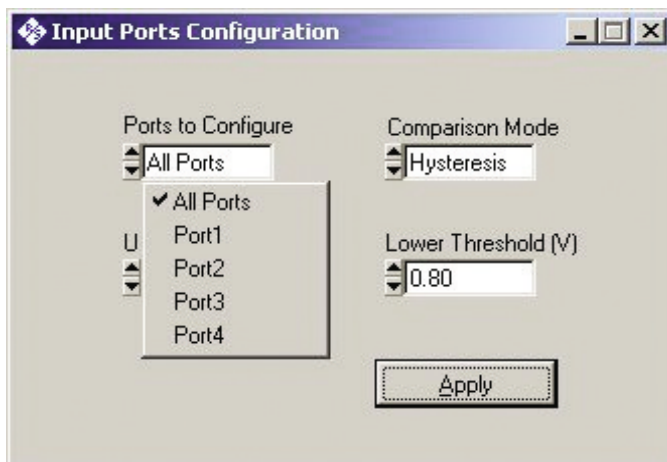 Input Ports Configuration
Ports to Configure
All Ports
Comparison Mode
Hysteresis
All Ports
Port1
Port2
Port3
Port4
U
Lower Threshold (V)
0.80
Apply